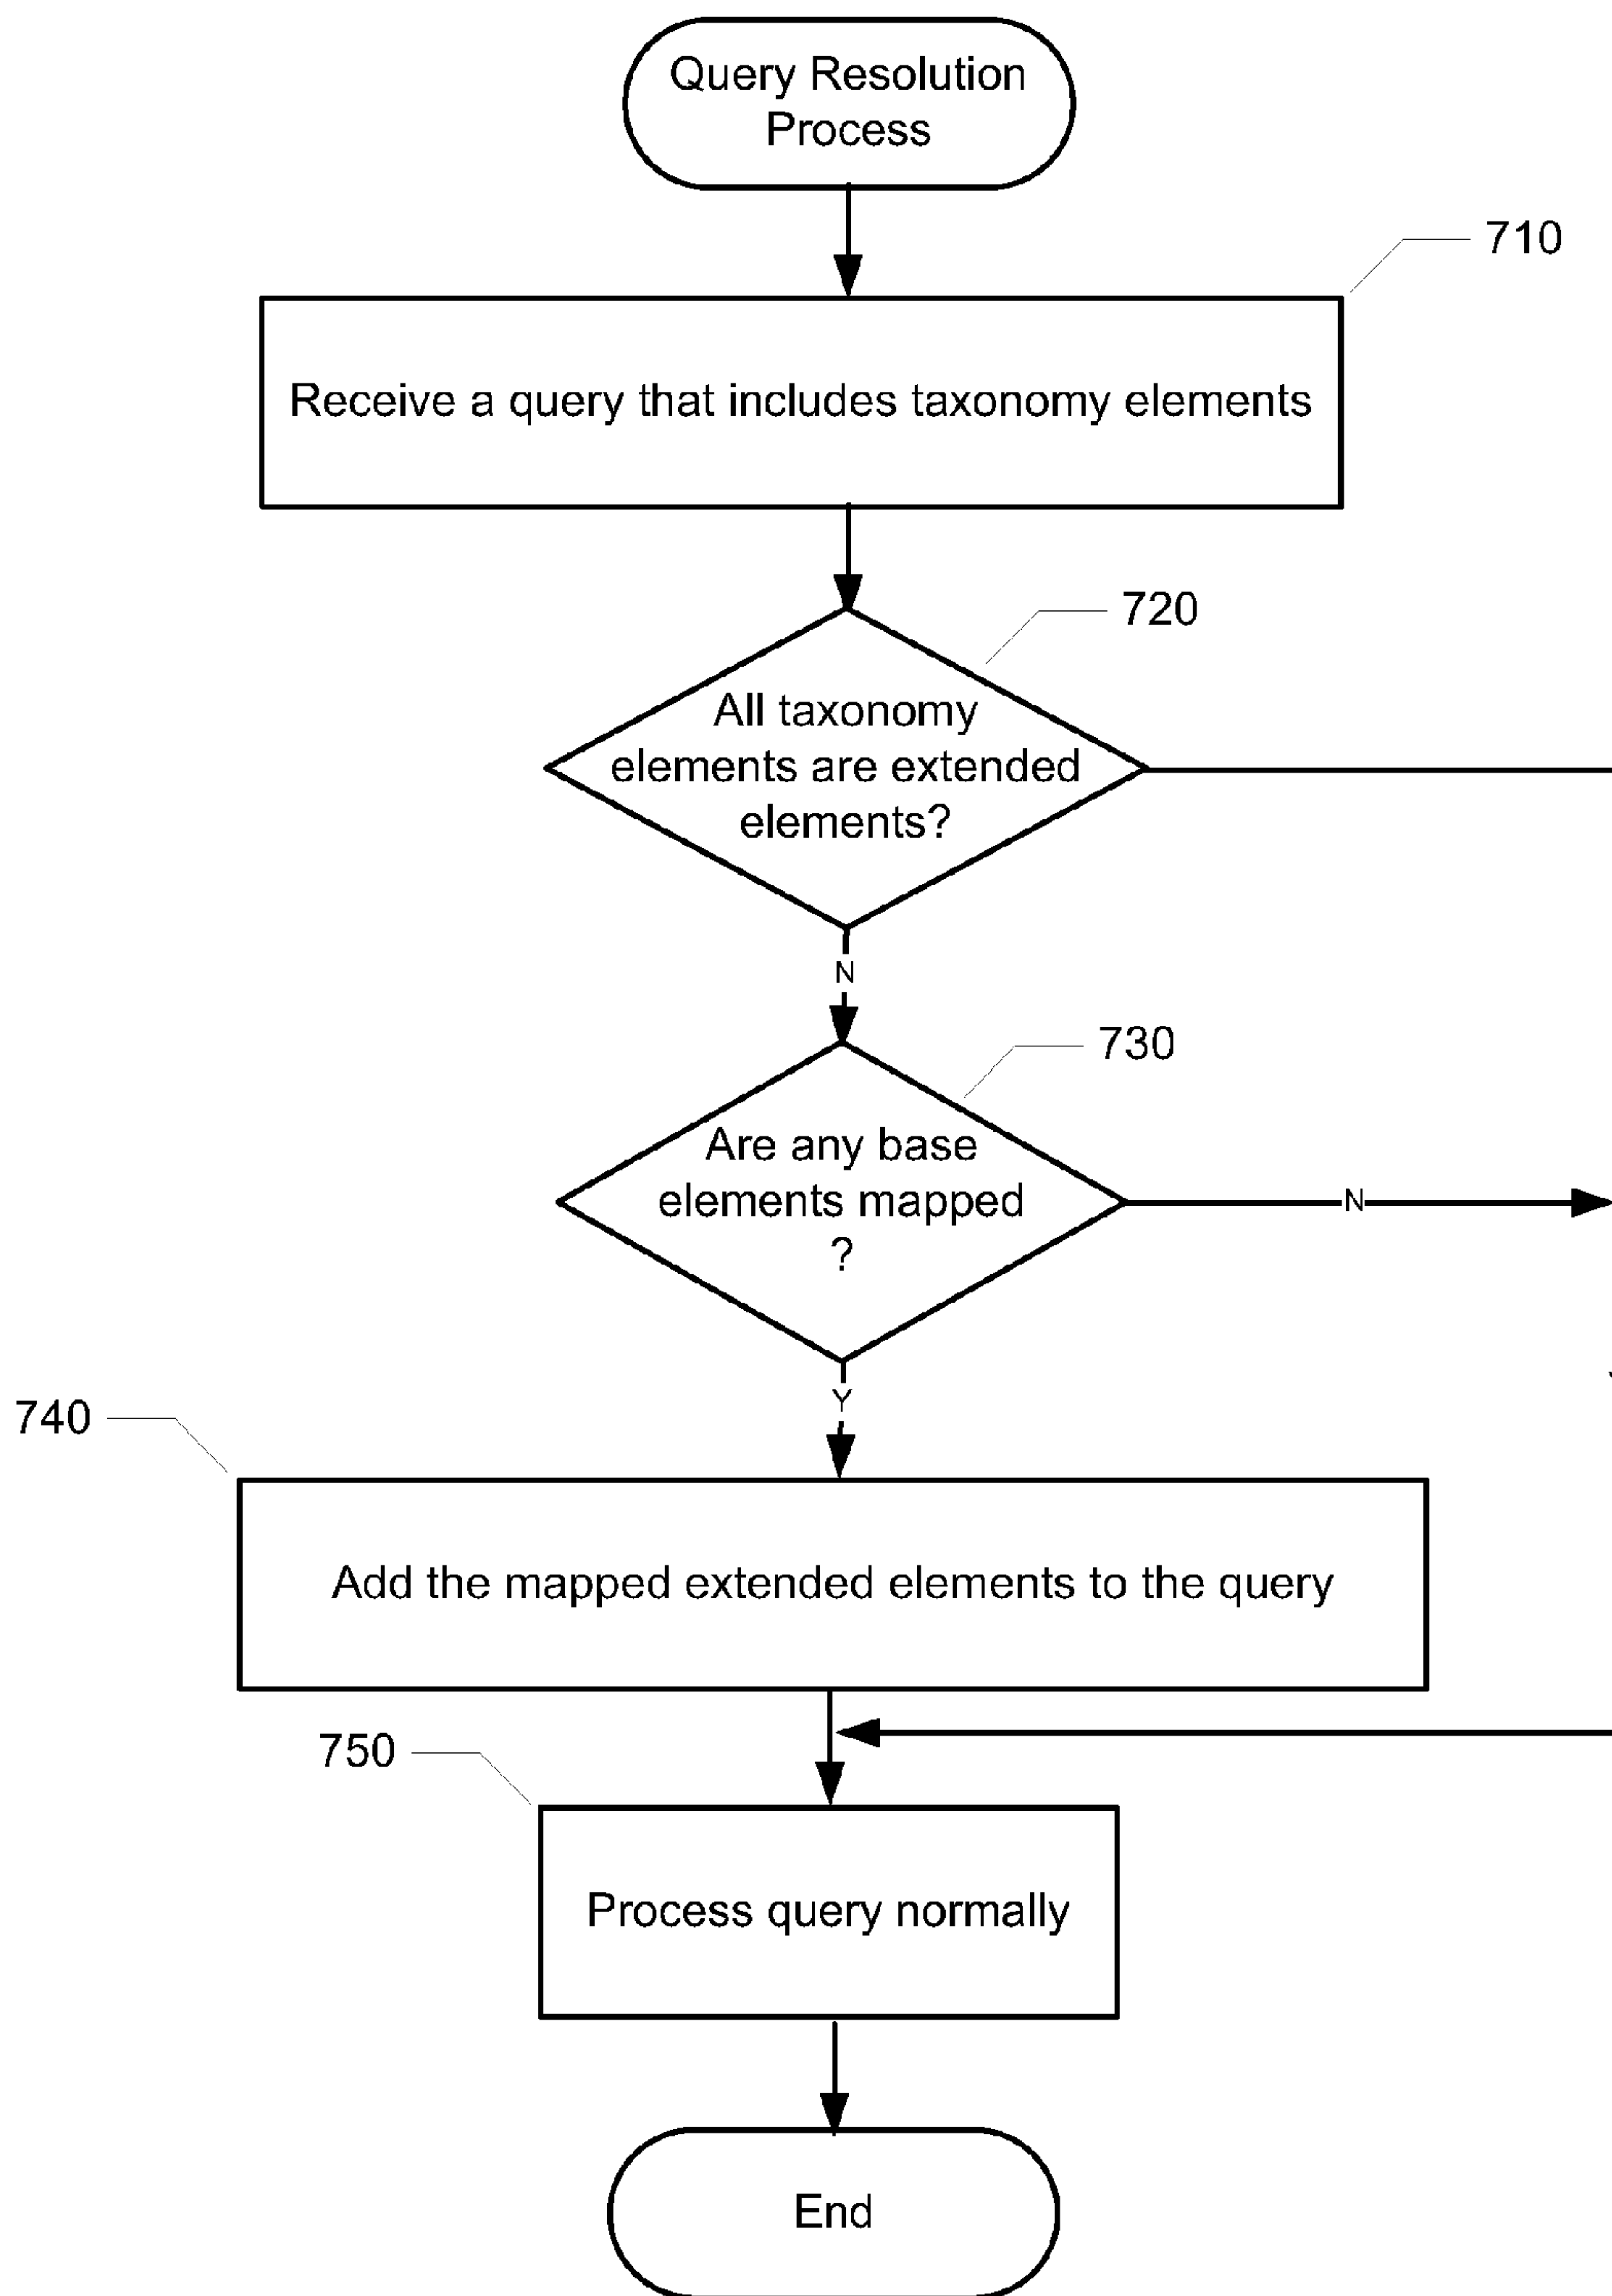 Query Resolution
Process
710
Receive a query that includes taxonomy elements
720
All taxonomy
elements are extended
elements?
N
730
Are any base
elements mapped
?
N
Y
740
Add the mapped extended elements to the query
750
Process query normally
End